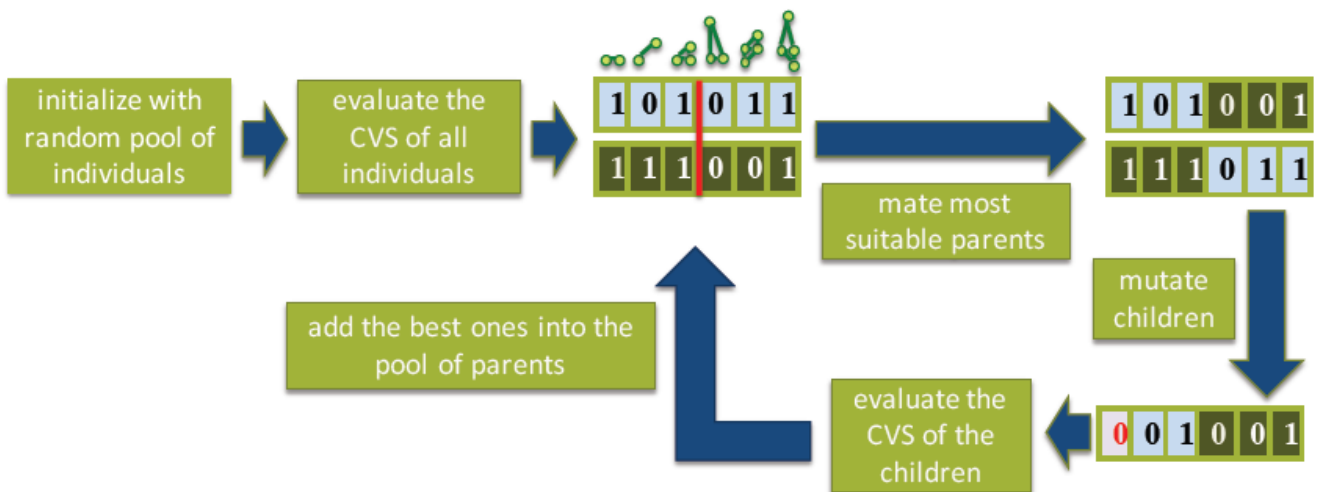 initialize with
random pool of
individuals
evaluate the
CVS of all
individuals
1 0 1 0 1 1
1 1 1 0 0 1
mate most
suitable parents
1 0 1 0 0 1
1 1 1 0 1 1
mutate
children
0 0 1 0 0 1
evaluate the
CVS of the
children
add the best ones into the
pool of parents